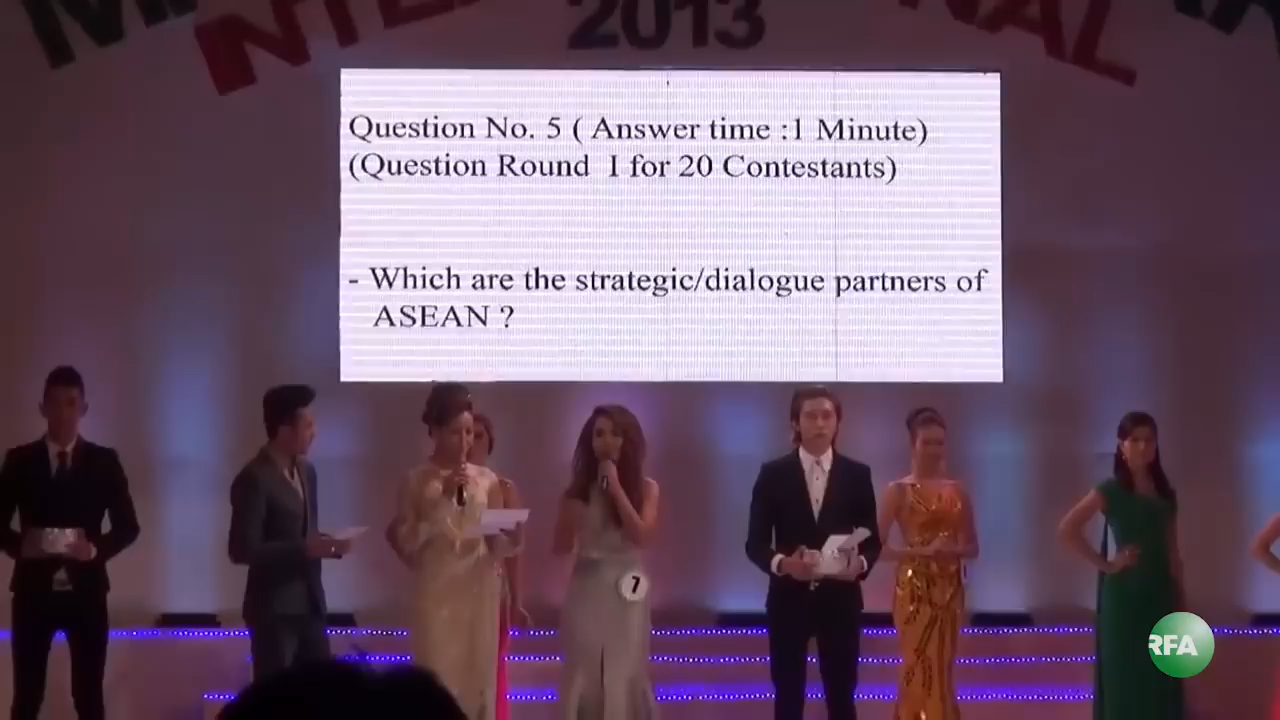 2013
Question No. 5 ( Answer time :1 Minute)
(Question Round I for 20 Contestants)
- Which are the strategic/dialogue partners of
ASEAN ?
7
RFA